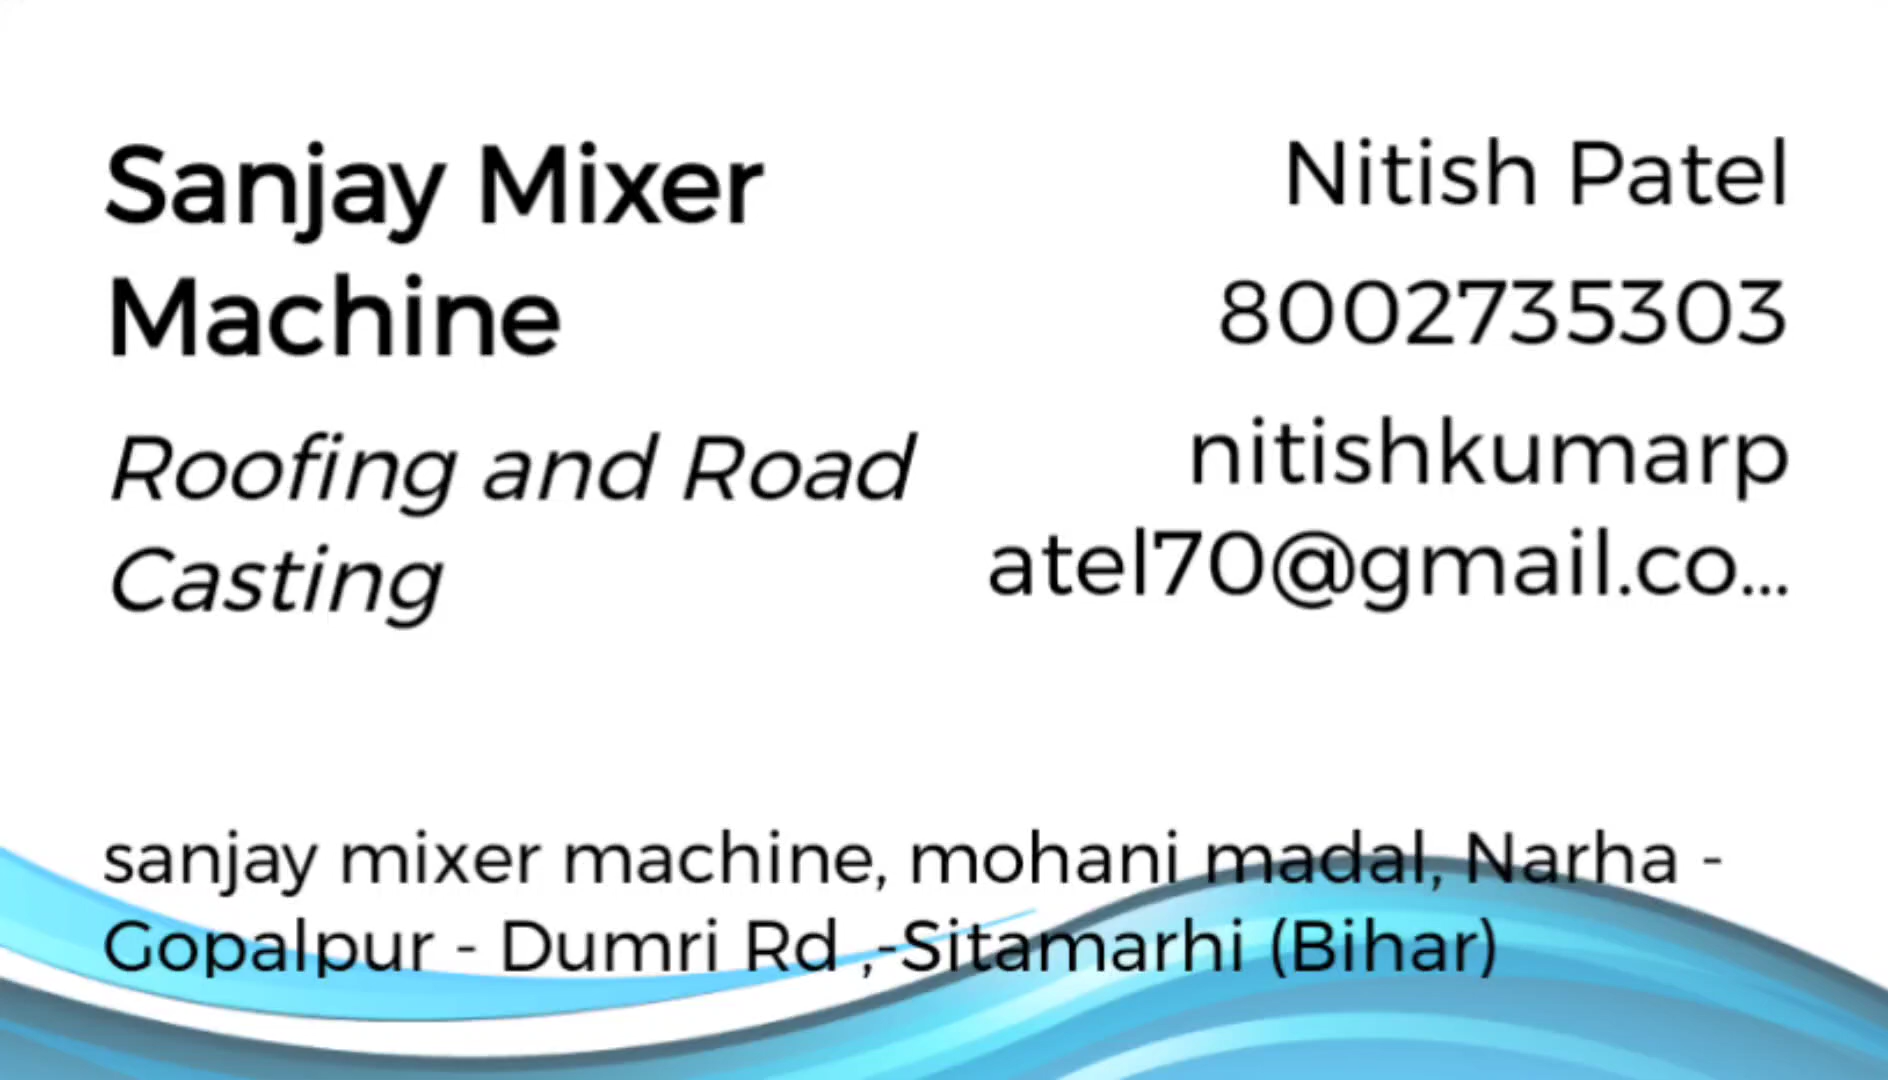 Sanjay Mixer
Machine
Roofing and Road
Casting
Nitish Patel
8002735303
nitishkumarp
atel70@gmail.co...
sanjay mixer machine, mohani madal, Narha -
Gopalpur - Dumri Rd ,-Sitamarhi (Bihar)